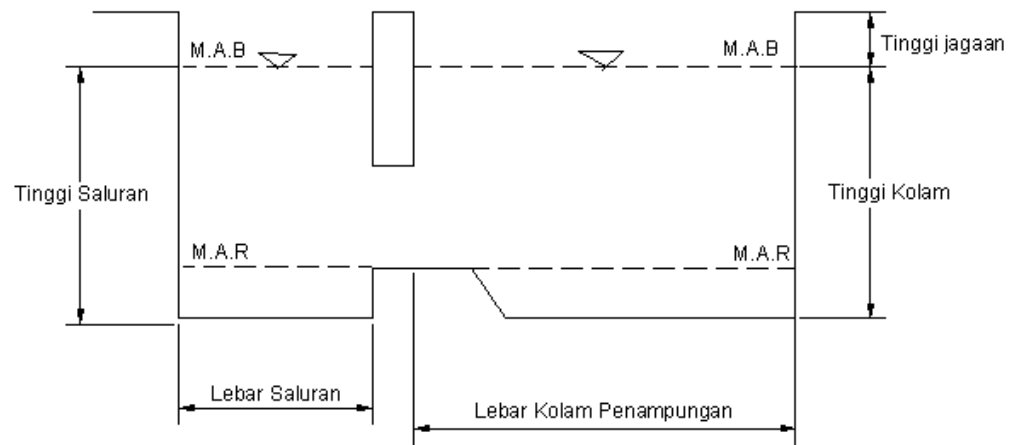 M.A.B
M.A.B
Tinggi jagaan
Tinggi Saluran
Tinggi Kolam
M.A.R
M.A.R
Lebar Saluran
Lebar Kolam Penampungan